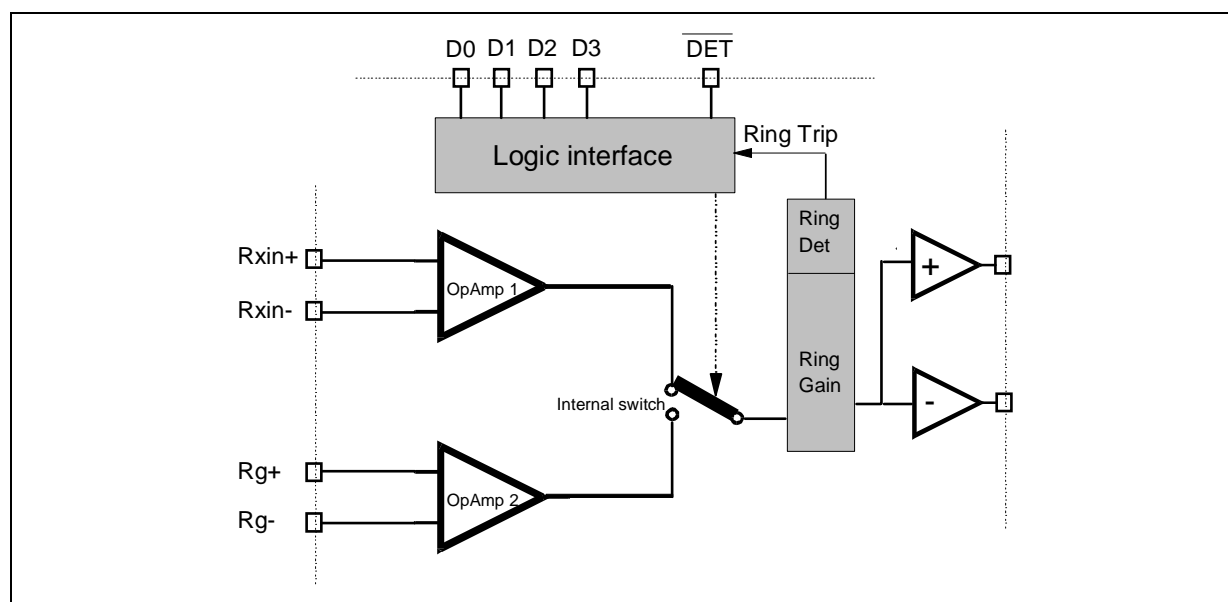 D0 D1 D2 D3 DET
Ring Trip
Logic interface
Ring
Det
Rxin+
OpAmp 1
Rxin-
+
Ring
Gain
Internal switch
-
Rg+
OpAmp 2
Rg-